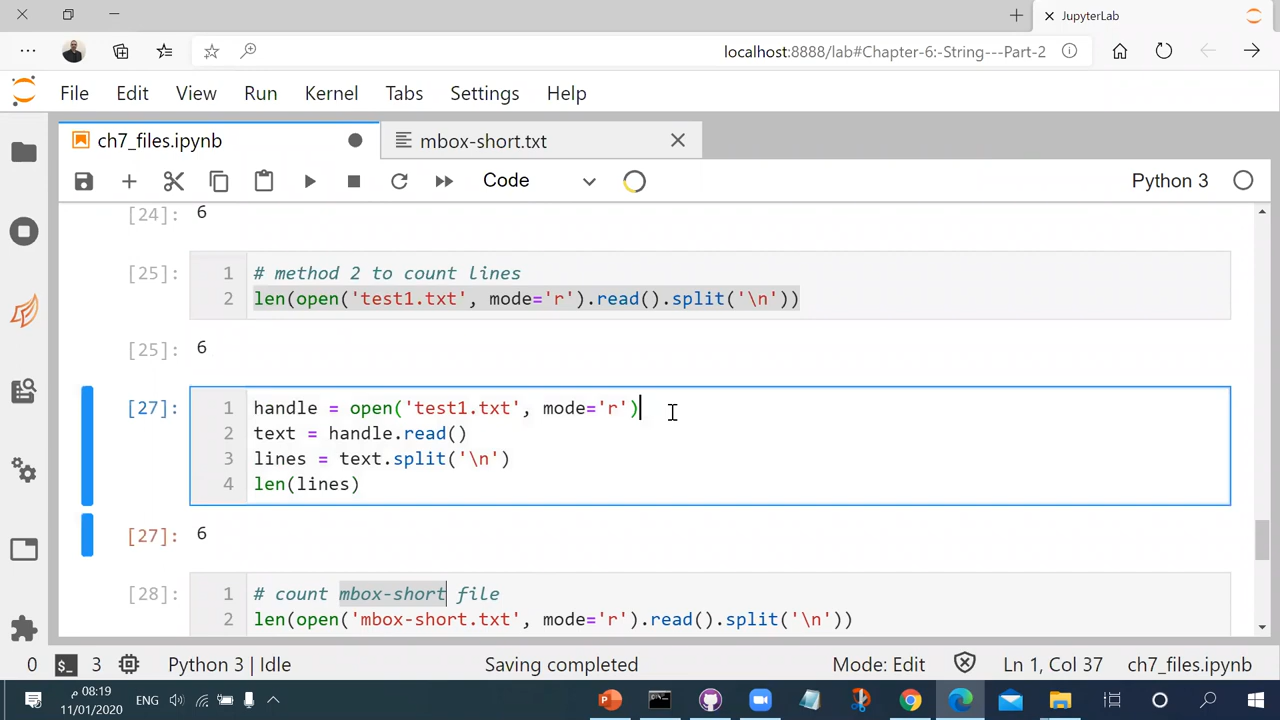 JupyterLab
localhost:8888/lab#Chapter-6:-String---Part-2
File Edit View Run Kernel Tabs Settings Help
ch7_files.ipynb
mbox-short.txt
Code
Python 3
[24]: 6
[25]: 1 # method 2 to count lines
2 len(open('test1.txt', mode='r').read().split('\n'))
[25]: 6
[27]: 1 handle = open('test1.txt', mode='r')
2 text = handle.read()
3 lines = text.split('\n')
4 len(lines)
[27]: 6
[28]: 1 # count mbox-short file
2 len(open('mbox-short.txt', mode='r').read().split('\n'))
0 $_ 3 Python 3 | Idle Saving completed Mode: Edit Ln 1, Col 37 ch7_files.ipynb
08:19 م
11/01/2020
ENG